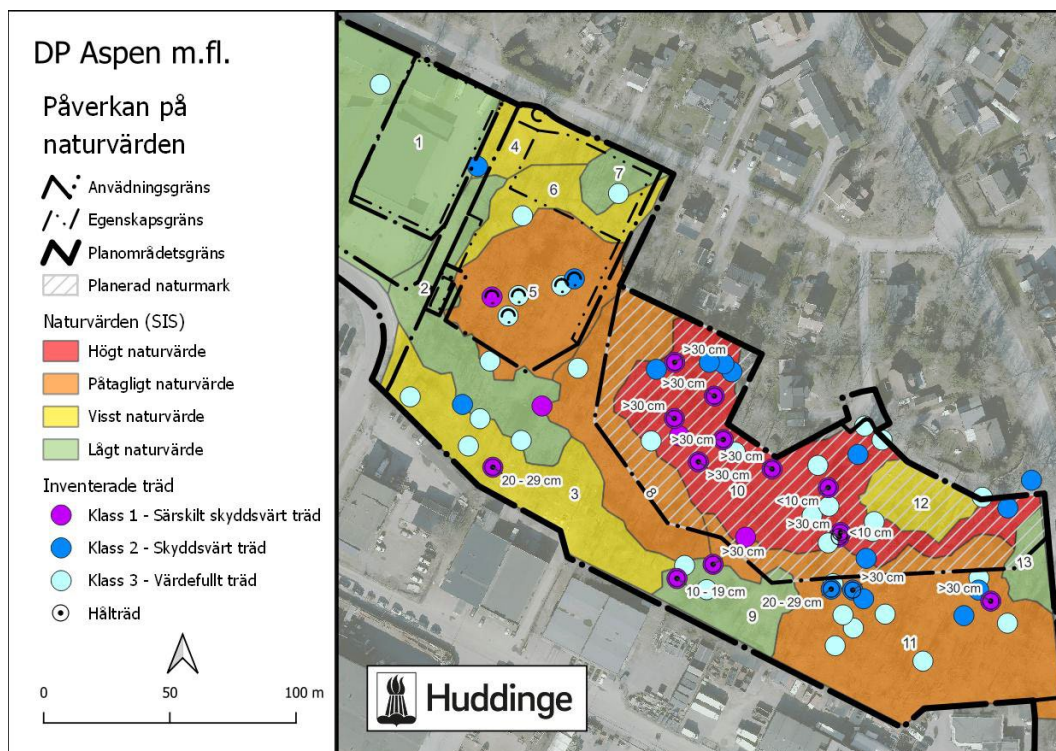 DP Aspen m.fl.
Påverkan på
naturvärden
Anvädningsgräns
Egenskapsgräns
Planområdetsgräns
Planerad naturmark
Naturvärden (SIS)
Högt naturvärde
Påtagligt naturvärde
Visst naturvärde
Lågt naturvärde
Inventerade träd
Klass 1 - Särskilt skyddsvärt träd
Klass 2 - Skyddsvärt träd
Klass 3 - Värdefullt träd
Hålträd
0 50 100 m
1
4
7
6
2
5
>30 cm
>30 cm
>30 cm
>30 cm
>30 cm
>30 cm
20 - 29 cm
3
8
10
<10 cm
12
>30 cm
<10 cm
>30 cm
13
10 - 19 cm
20 - 29 cm
>30 cm
>30 cm
9
11
Huddinge